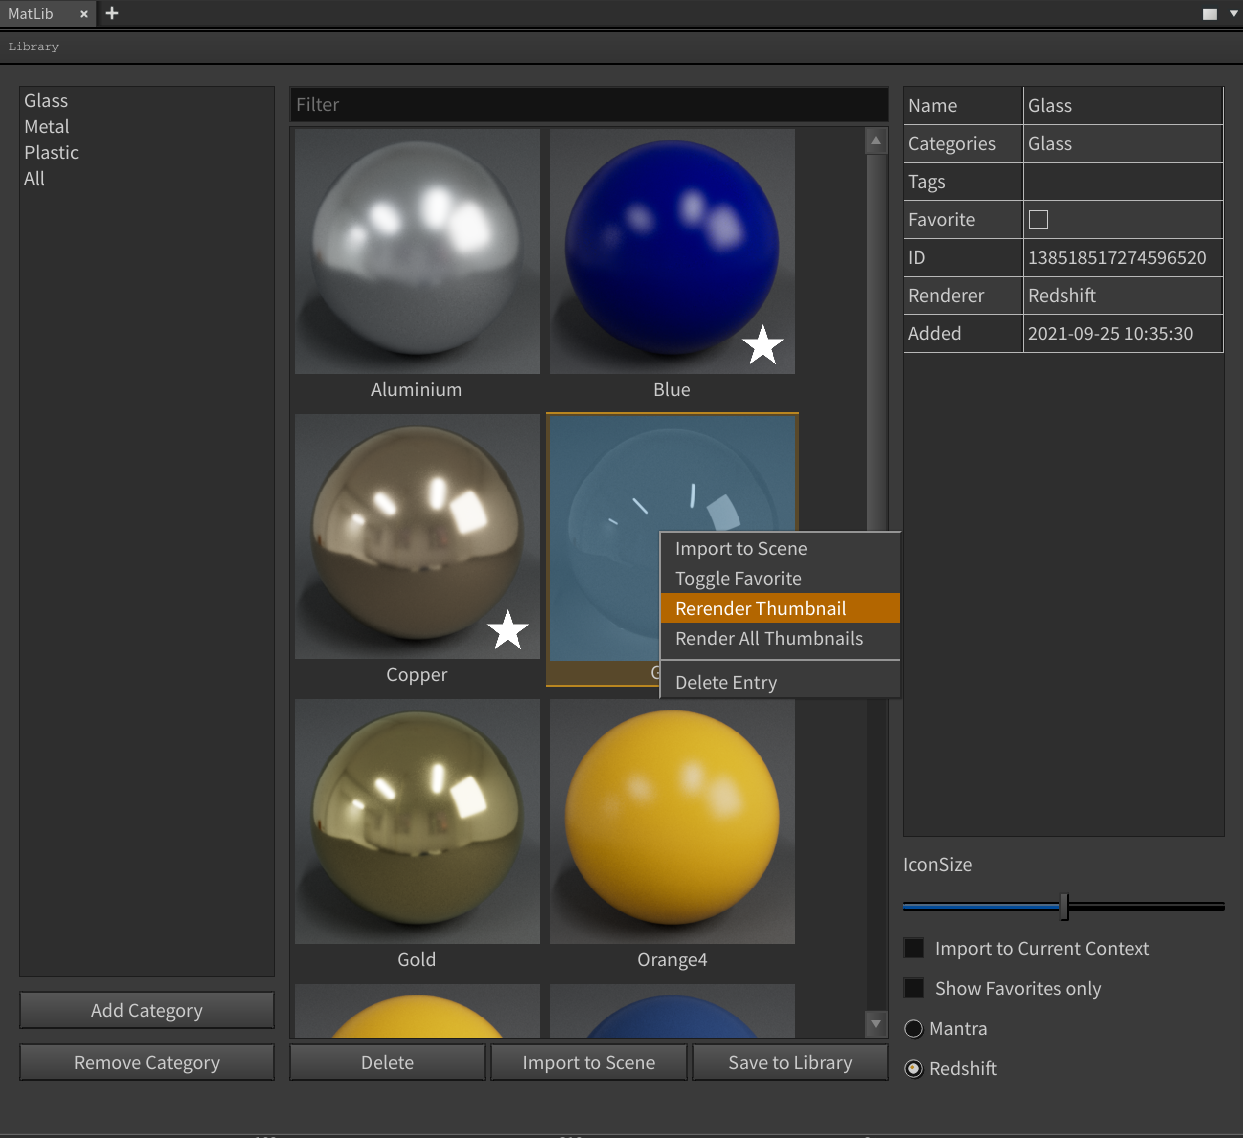 MatLib
Library
Glass
Metal
Plastic
All
Add Category
Remove Category
Filter
Aluminium
Blue
Copper
Import to Scene
Toggle Favorite
Rerender Thumbnail
Render All Thumbnails
Delete Entry
Gold
Orange4
Delete
Import to Scene
Save to Library
Name Glass
Categories Glass
Tags
Favorite
ID 138518517274596520
Renderer Redshift
Added 2021-09-25 10:35:30
IconSize
Import to Current Context
Show Favorites only
Mantra
Redshift